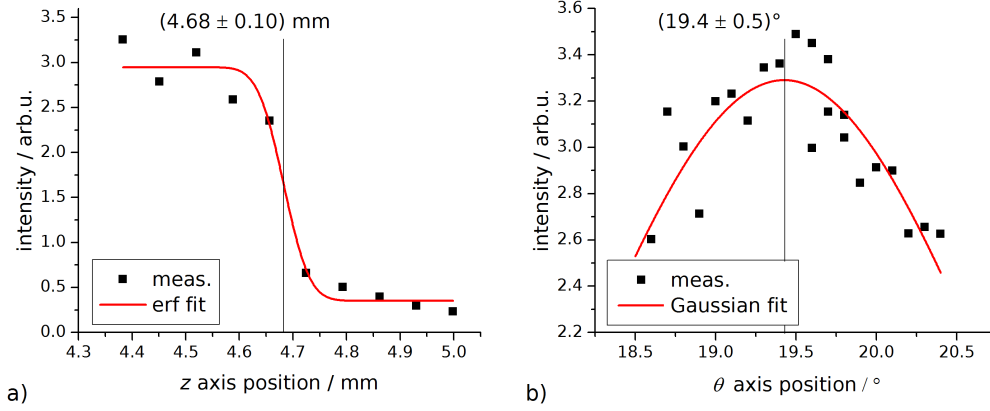 (4.68 ± 0.10) mm
intensity / arb.u.
3.5
3.0
2.5
2.0
1.5
1.0
0.5
0.0
meas.
erf fit
4.3 4.4 4.5 4.6 4.7 4.8 4.9 5.0
z axis position / mm
a)
(19.4 ± 0.5)°
intensity / arb.u.
3.6
3.4
3.2
3.0
2.8
2.6
2.4
2.2
meas.
Gaussian fit
18.5 19.0 19.5 20.0 20.5
θ axis position / °
b)